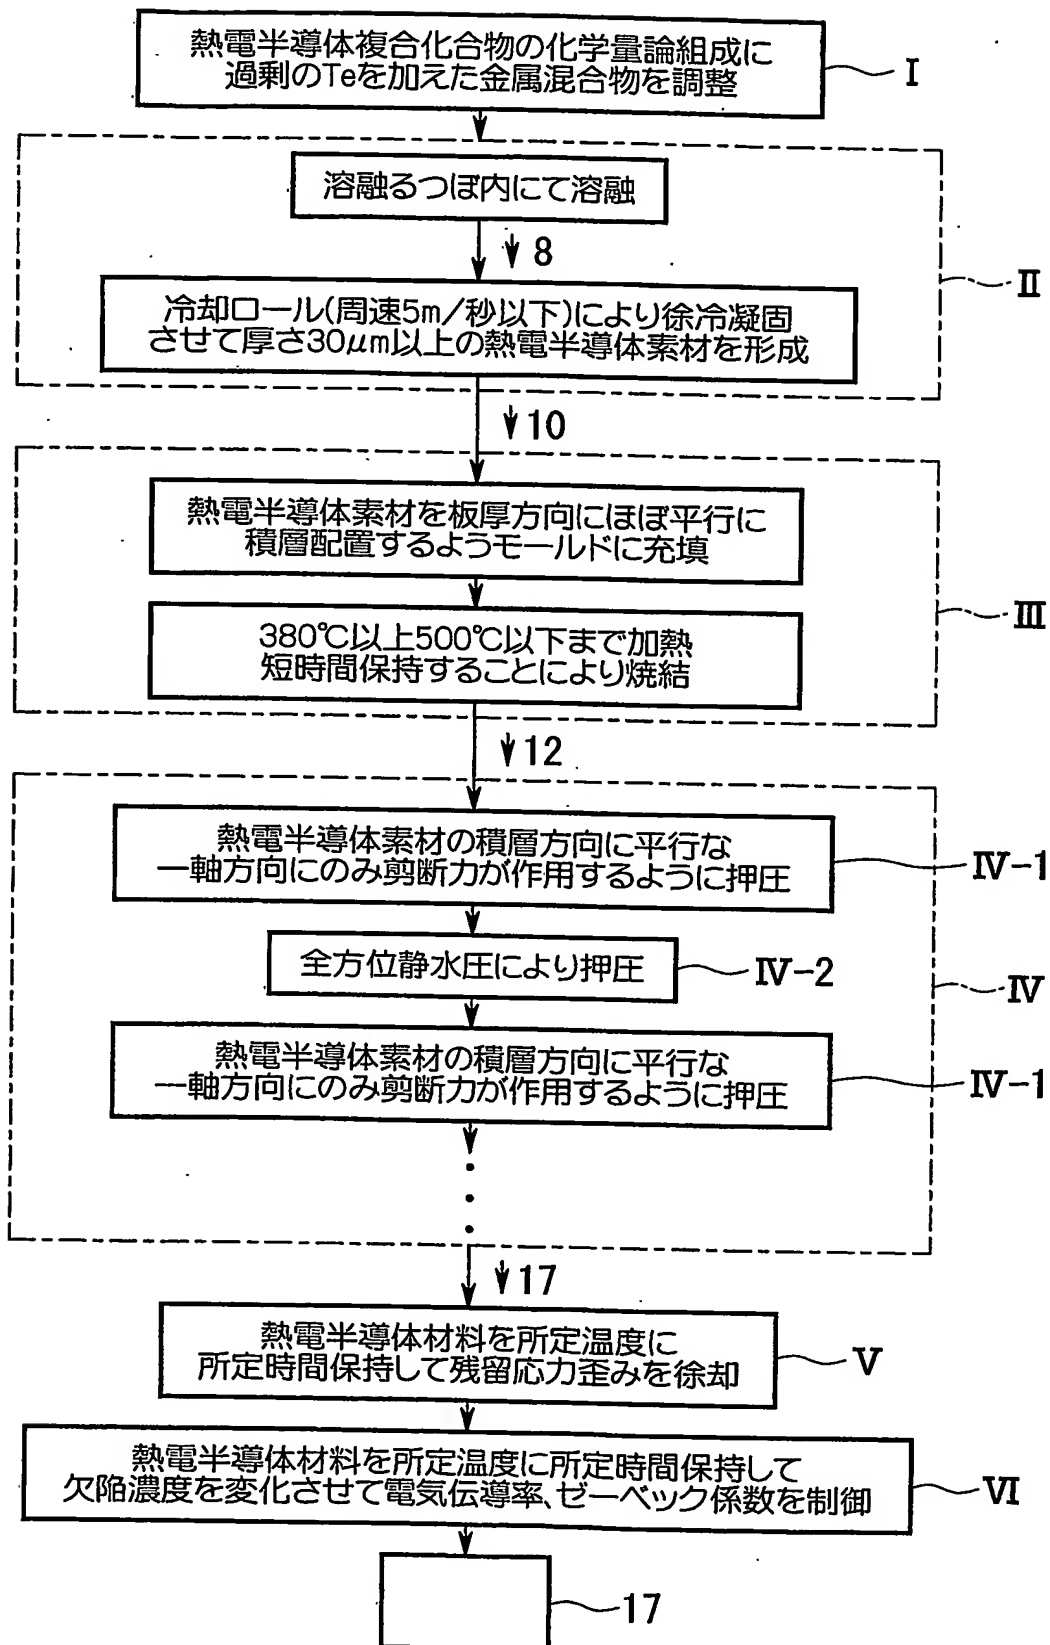 熱電半導体複合化合物の化学量論組成に
過剰のTeを加えた金属混合物を調整
I
溶融るつぼ内にて溶融
8
冷却ロール(周速5m/秒以下)により徐冷凝固
させて厚さ30μm以上の熱電半導体素材を形成
II
10
熱電半導体素材を板厚方向にほぼ平行に
積層配置するようモールドに充填
380℃以上500℃以下まで加熱
短時間保持することにより焼結
III
12
熱電半導体素材の積層方向に平行な
一軸方向にのみ剪断力が作用するように押圧
IV-1
全方位静水圧により押圧
IV-2
IV
熱電半導体素材の積層方向に平行な
一軸方向にのみ剪断力が作用するように押圧
IV-1
17
熱電半導体材料を所定温度に
所定時間保持して残留応力歪みを徐却
V
熱電半導体材料を所定温度に所定時間保持して
欠陥濃度を変化させて電気伝導率、ゼーベック係数を制御
VI
17